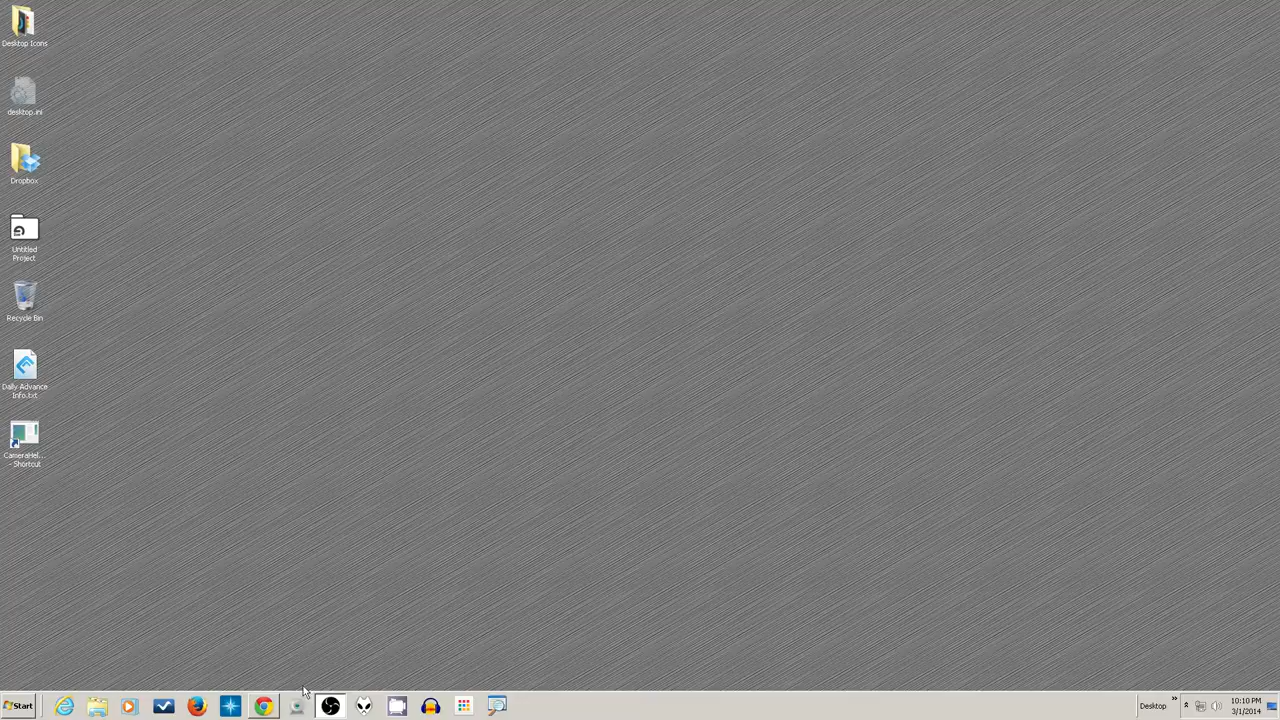 Desktop Icons
desktop.ini
Dropbox
Untitled
Project
Recycle Bin
Daily Advance
Info.txt
CameraHel...
- Shortcut
Start
Desktop
10:10 PM
3/1/2014